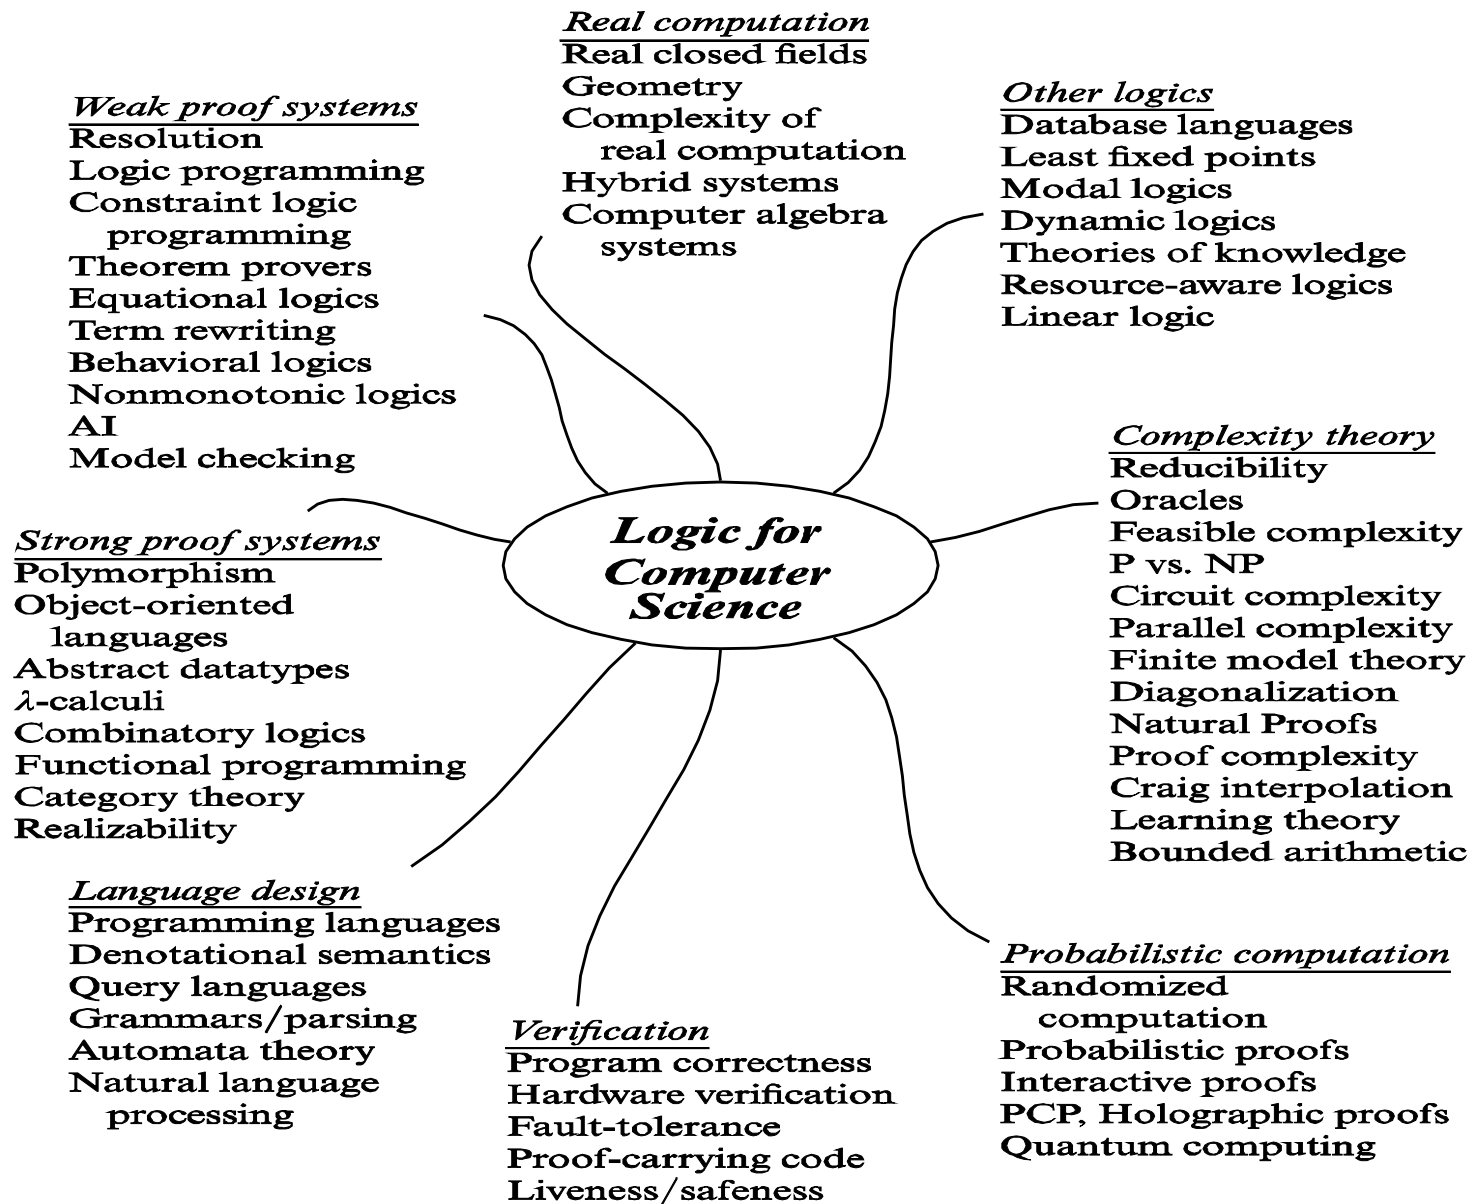 Real computation
Real closed fields
Geometry
Complexity of
real computation
Hybrid systems
Computer algebra
systems
Weak proof systems
Resolution
Logic programming
Constraint logic
programming
Theorem provers
Equational logics
Term rewriting
Behavioral logics
Nonmonotonic logics
AI
Model checking
Other logics
Database languages
Least fixed points
Modal logics
Dynamic logics
Theories of knowledge
Resource-aware logics
Linear logic
Complexity theory
Reducibility
Oracles
Feasible complexity
P vs. NP
Circuit complexity
Parallel complexity
Finite model theory
Diagonalization
Natural Proofs
Proof complexity
Craig interpolation
Learning theory
Bounded arithmetic
Logic for
Computer
Science
Strong proof systems
Polymorphism
Object-oriented
languages
Abstract datatypes
λ-calculi
Combinatory logics
Functional programming
Category theory
Realizability
Language design
Programming languages
Denotational semantics
Query languages
Grammars/parsing
Automata theory
Natural language
processing
Verification
Program correctness
Hardware verification
Fault-tolerance
Proof-carrying code
Liveness/safeness
Probabilistic computation
Randomized
computation
Probabilistic proofs
Interactive proofs
PCP, Holographic proofs
Quantum computing